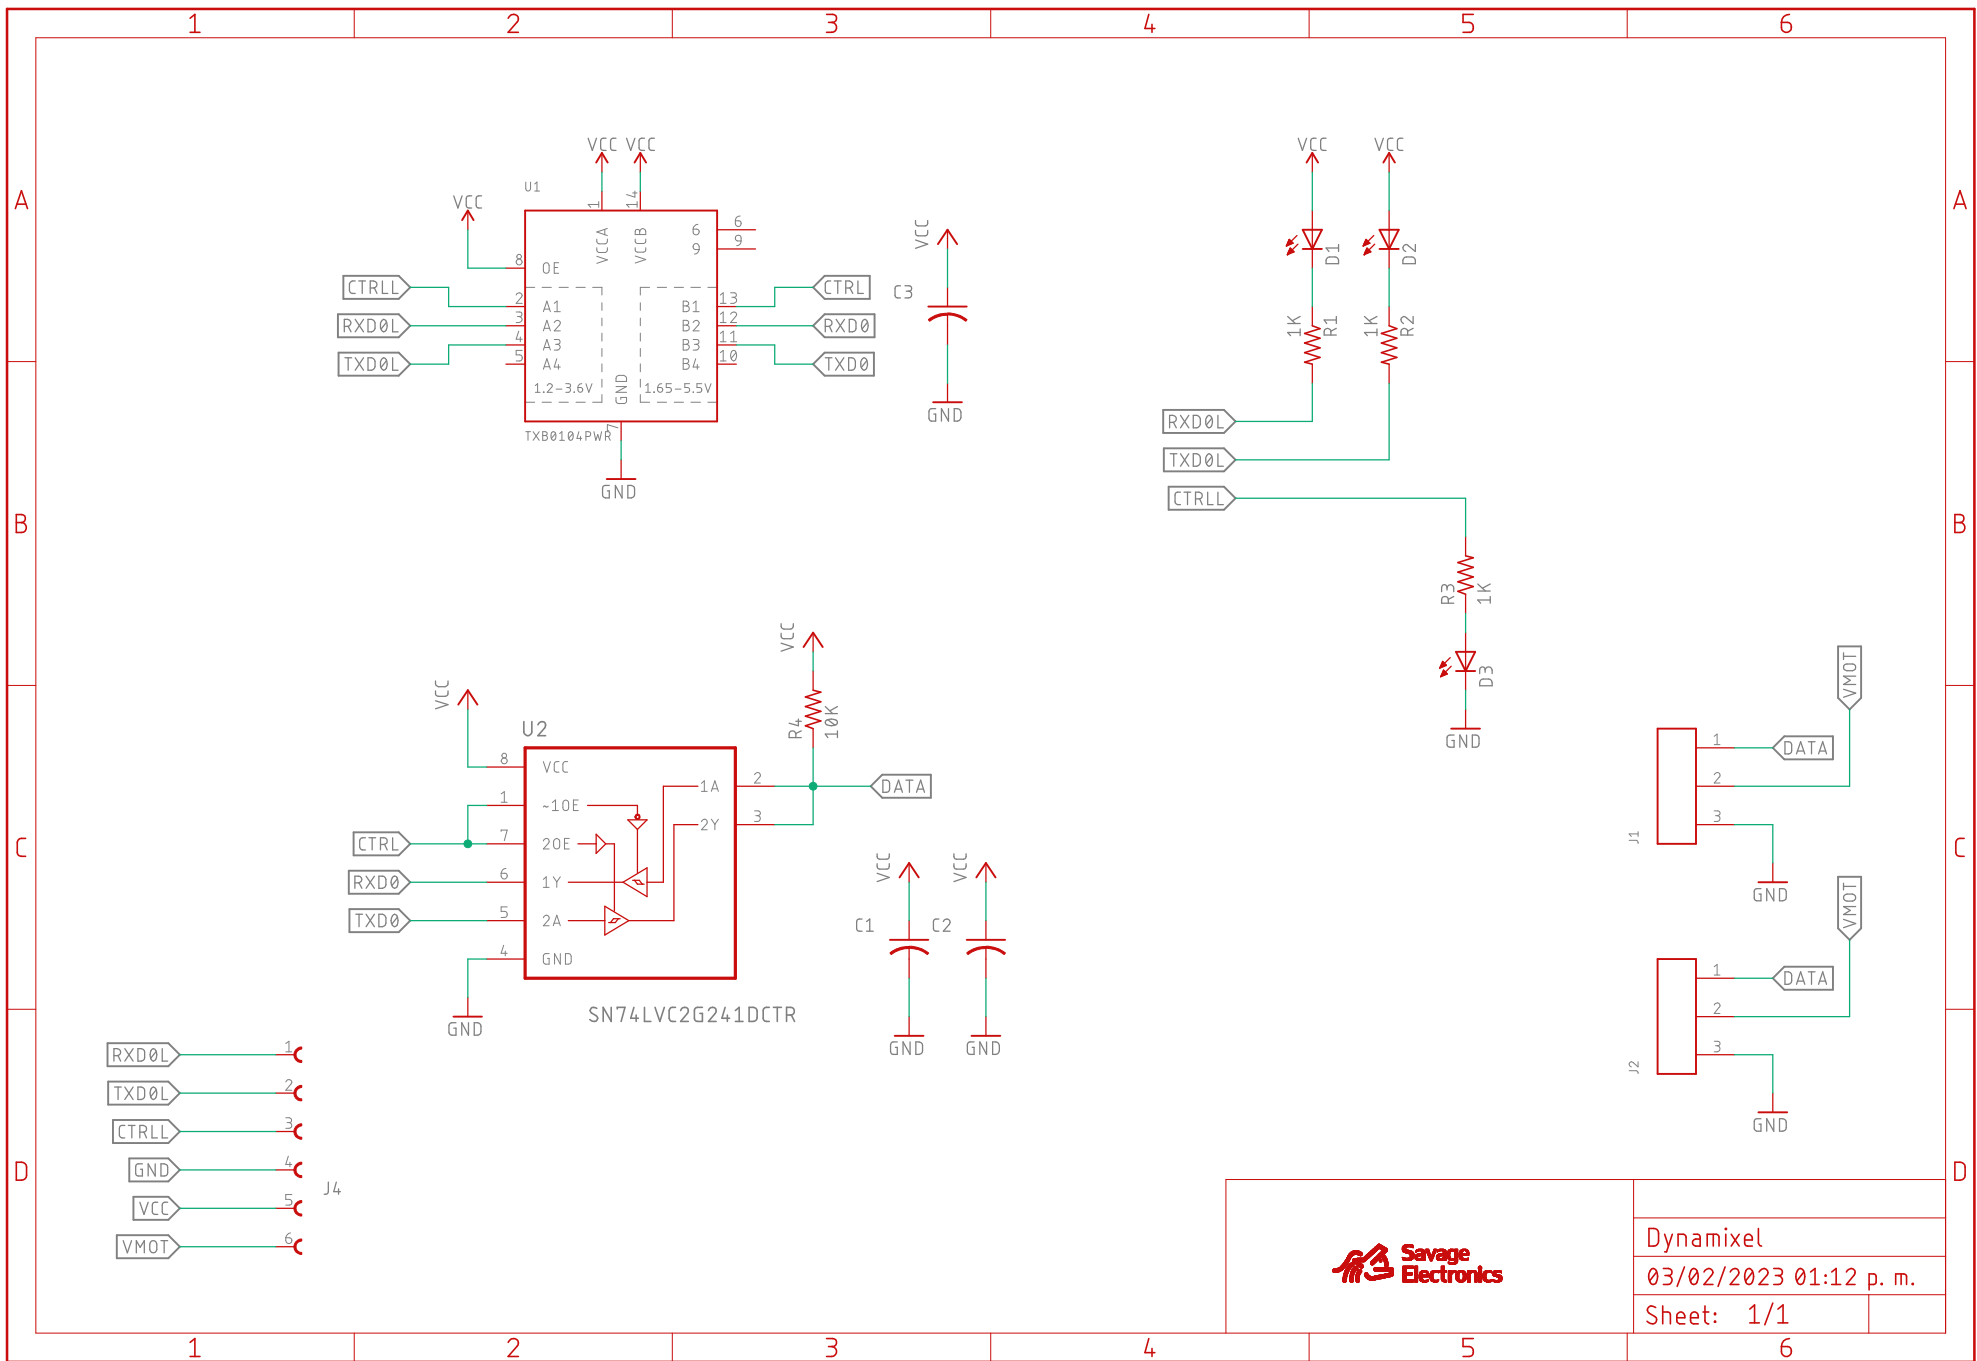 1 2 3 4 5 6
A A
B B
C C
D D
VCC VCC
U1
VCC
1 14
VCCA VCCB
8 OE
6 6
9 9
CTRLL 2 A1 B1 13 CTRL
RXD0L 3 A2 B2 12 RXD0
TXD0L 4 A3 B3 11 TXD0
5 A4 B4 10
1.2-3.6V GND 1.65-5.5V
TXB0104PWR 7
GND
VCC
C3
GND
VCC VCC
D1 D2
1K R1 1K R2
RXD0L
TXD0L
CTRLL
R3 1K
D3
GND
VCC
R4 10K
VCC
U2
8 VCC
1A 2 DATA
1 ~1OE
2Y 3
CTRL 7 2OE
RXD0 6 1Y
TXD0 5 2A
4 GND
GND
SN74LVC2G241DCTR
VCC VCC
C1 C2
GND GND
VMOT
1 DATA
2
3
J1
GND
VMOT
1 DATA
2
3
J2
GND
RXD0L 1
TXD0L 2
CTRLL 3
GND 4
J4
VCC 5
VMOT 6
Savage
Electronics
Dynamixel
03/02/2023 01:12 p. m.
Sheet: 1/1
1 2 3 4 5 6